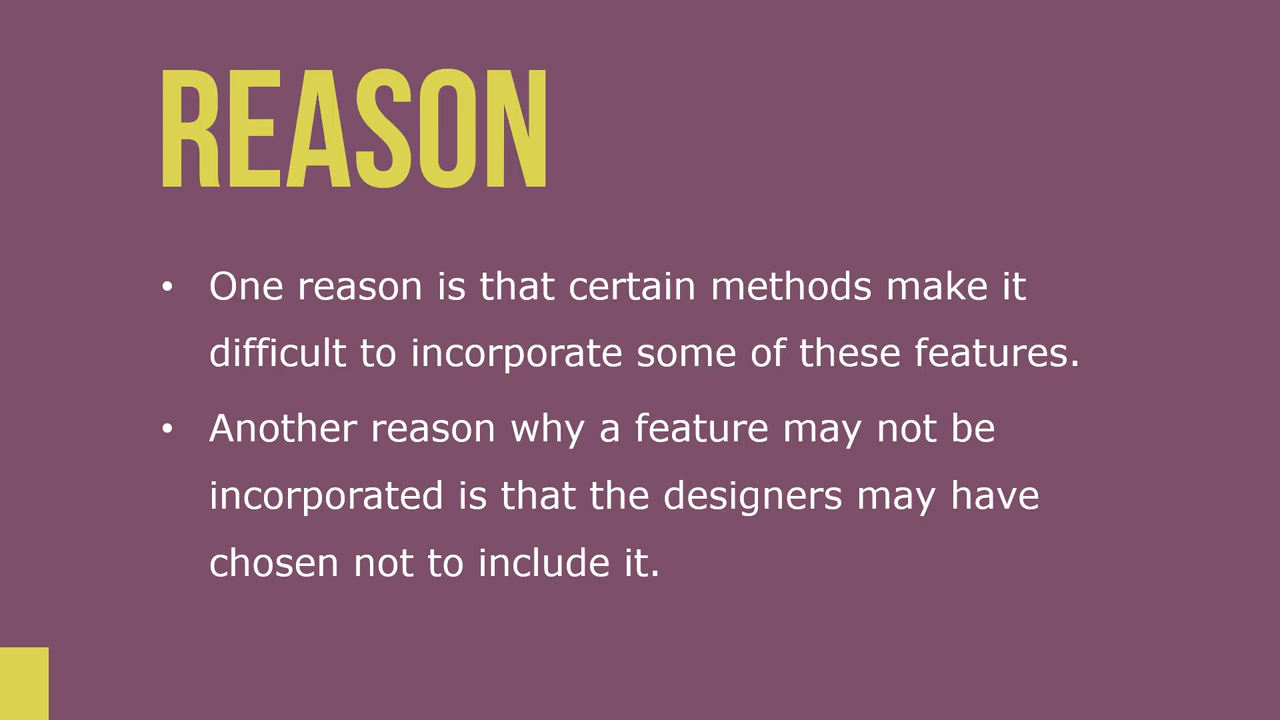 REASON
• One reason is that certain methods make it
difficult to incorporate some of these features.
• Another reason why a feature may not be
incorporated is that the designers may have
chosen not to include it.